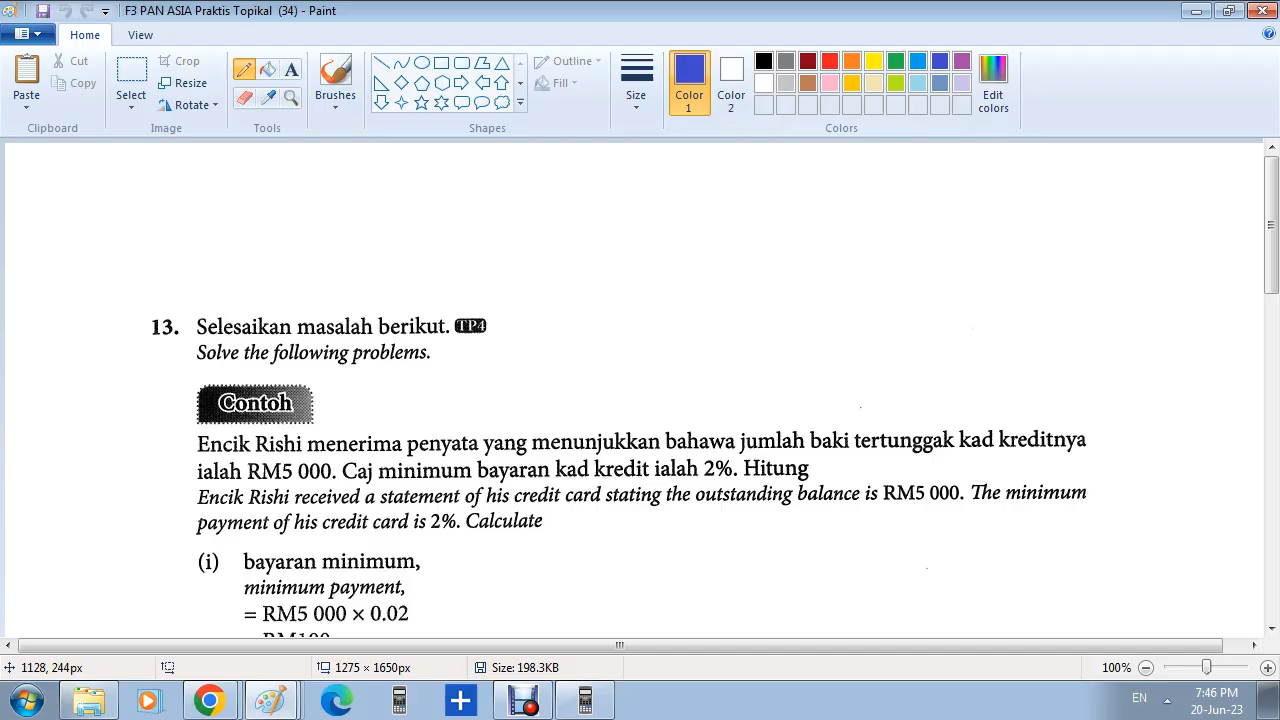 F3 PAN ASIA Praktis Topikal (34) - Paint
Home
View
Paste
Cut
Copy
Clipboard
Select
Crop
Resize
Rotate
Image
Tools
Brushes
Shapes
Outline
Fill
Size
Color 1
Color 2
Colors
Edit colors
13. Selesaikan masalah berikut. TP4
Solve the following problems.
Contoh
Encik Rishi menerima penyata yang menunjukkan bahawa jumlah baki tertunggak kad kreditnya
ialah RM5 000. Caj minimum bayaran kad kredit ialah 2%. Hitung
Encik Rishi received a statement of his credit card stating the outstanding balance is RM5 000. The minimum
payment of his credit card is 2%. Calculate
(i) bayaran minimum,
minimum payment,
= RM5 000 × 0.02
= RM100
1128, 244px
1275 × 1650px
Size: 198.3KB
100%
EN
7:46 PM
20-Jun-23